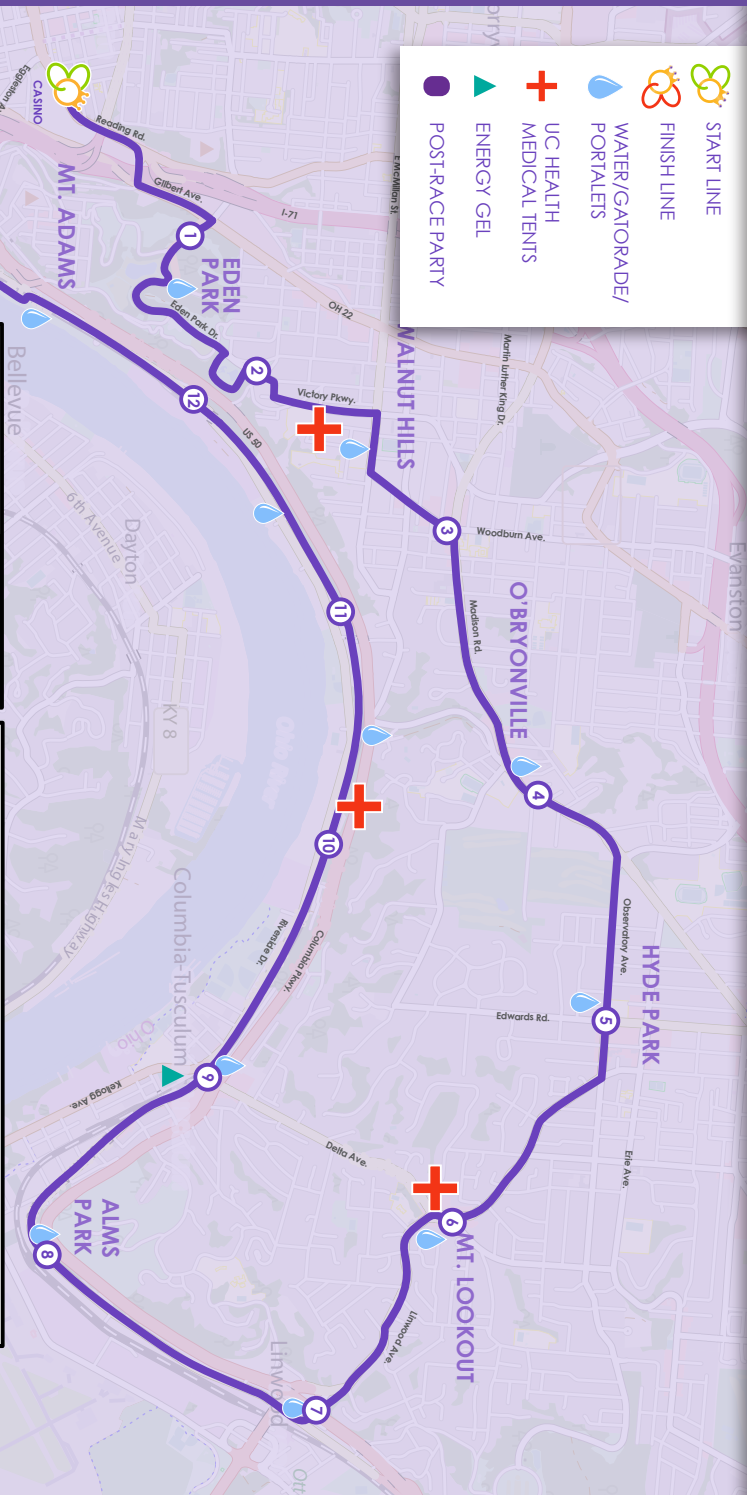 START LINE
FINISH LINE
WATER/GATORADE/
PORTALETS
UC HEALTH
MEDICAL TENTS
ENERGY GEL
POST-RACE PARTY
CASINO
Reading Rd.
Gilbert Ave.
I-71
MT. ADAMS
1
EDEN
PARK
Eden Park Dr.
OH 22
2
Victory Pkwy.
E McMillan St.
WALNUT HILLS
Martin Luther King Dr.
3
Woodburn Ave.
Evanston
Madison Rd.
O'BRYONVILLE
4
Observatory Ave.
HYDE PARK
5
Edwards Rd.
Erie Ave.
6
MT. LOOKOUT
Delta Ave.
Linwood Ave.
7
Linwood
8
ALMS
PARK
Kellogg Ave.
9
Columbia-Tusculum
Ohio
Columbia Pkwy.
Riverside Dr.
10
11
US 50
12
Bellevue
Dayton
6th Avenue
KY 8
Mary Ingles Highway